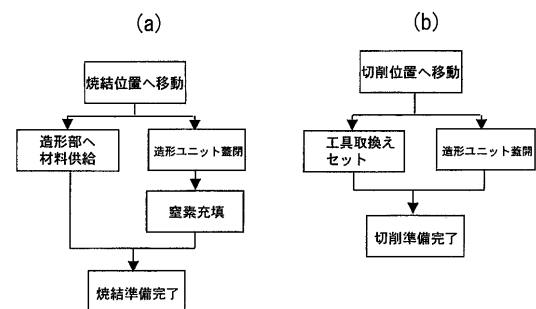 (a)
焼結位置へ移動
造形部へ
材料供給
造形ユニット蓋閉
窒素充填
焼結準備完了
(b)
切削位置へ移動
工具取換え
セット
造形ユニット蓋開
切削準備完了